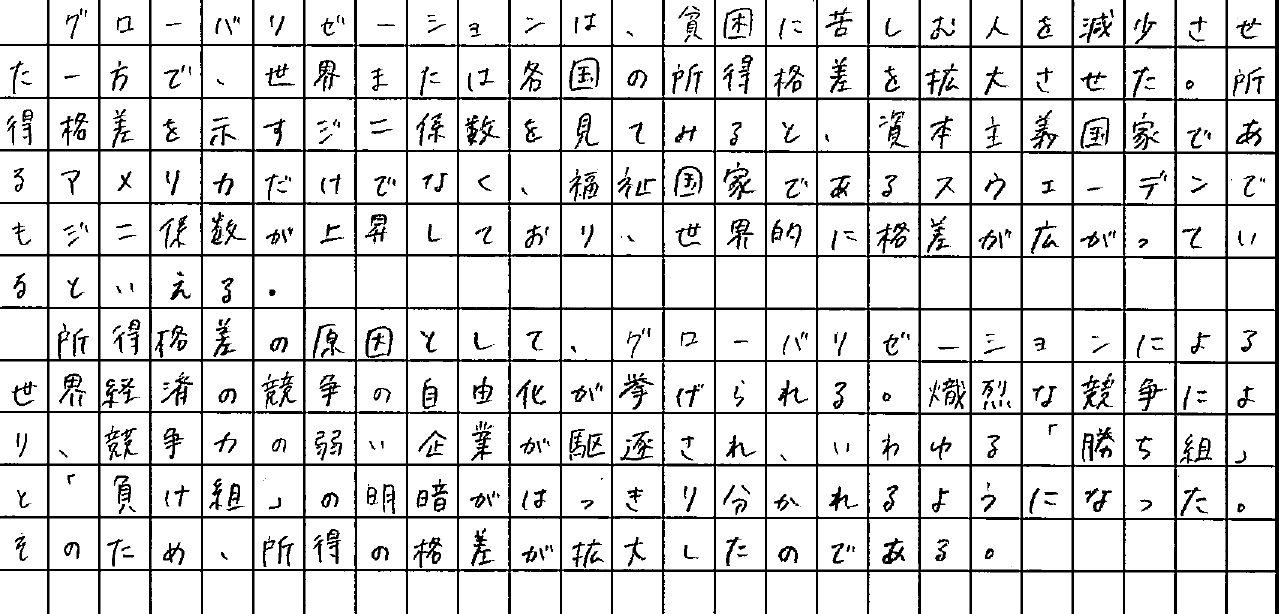 グローバリゼーションは、貧困に苦しむ人を減少させ
た一方で、世界または各国の所得格差を拡大させた。所
得格差を示すジニ係数を見てみると、資本主義国家であ
るアメリカだけでなく、福祉国家であるスウェーデンで
もジニ係数が上昇しており、世界的に格差が広がってい
るといえる。
　所得格差の原因として、グローバリゼーションによる
世界経済の競争の自由化が挙げられる。熾烈な競争によ
り、競争力の弱い企業が駆逐され、いわゆる「勝ち組」
と「負け組」の明暗がはっきり分かれるようになった。
そのため、所得の格差が拡大したのである。